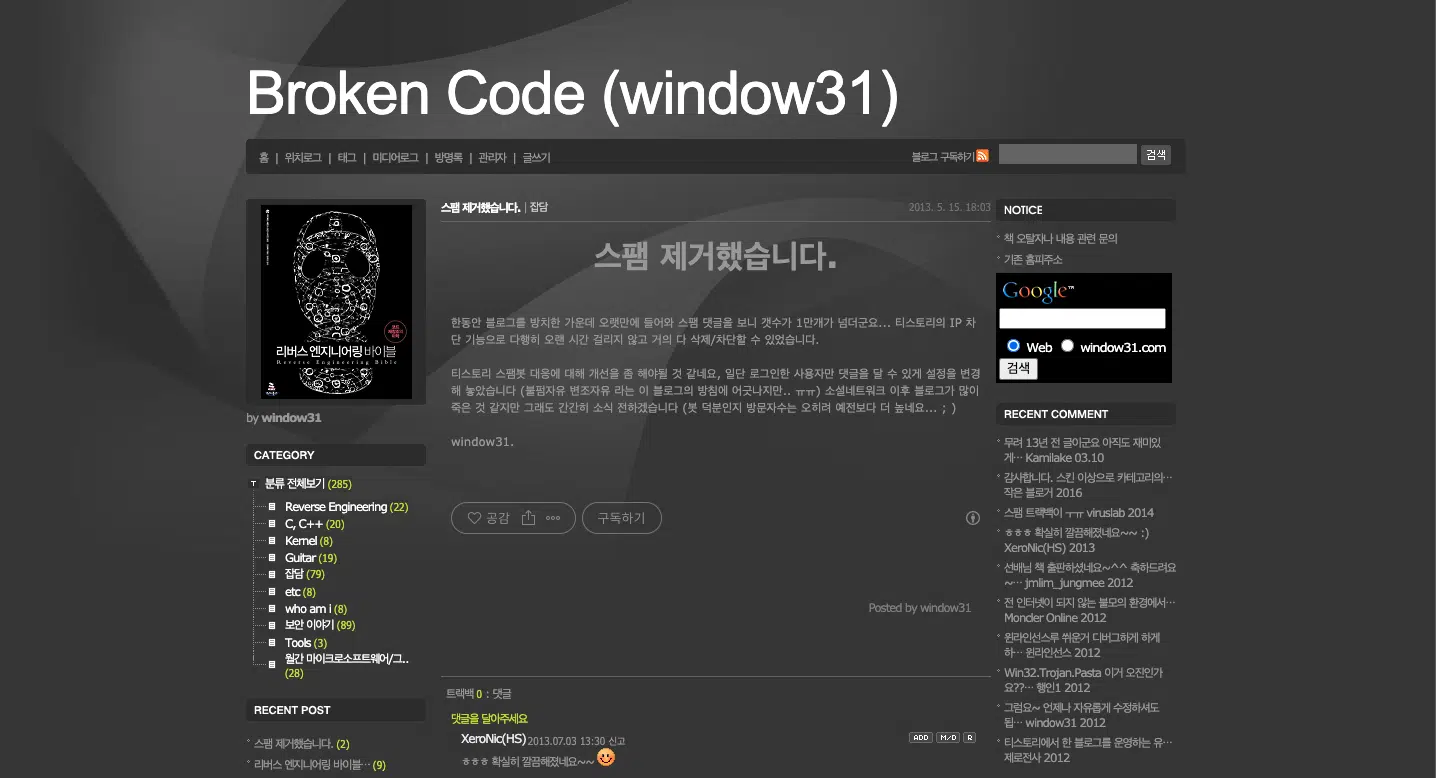 Broken Code (window31)
홈 | 위치로그 | 태그 | 미디어로그 | 방명록 | 관리자 | 글쓰기
블로그 구독하기
검색
리버스 엔지니어링 바이블
Reverse Engineering Bible
by window31
CATEGORY
분류 전체보기 (285)
Reverse Engineering (22)
C, C++ (20)
Kernel (8)
Guitar (19)
잡담 (79)
etc (8)
who am i (8)
보안 이야기 (89)
Tools (3)
월간 마이크로소프트웨어/그..
(28)
RECENT POST
스팸 제거했습니다. (2)
리버스 엔지니어링 바이블… (9)
스팸 제거했습니다. | 잡담
2013. 5. 15. 18:03
스팸 제거했습니다.
한동안 블로그를 방치한 가운데 오랫만에 들어와 스팸 댓글을 보니 갯수가 1만개가 넘더군요... 티스토리의 IP 차
단 기능으로 다행히 오랜 시간 걸리지 않고 거의 다 삭제/차단할 수 있었습니다.
티스토리 스팸봇 대응에 대해 개선을 좀 해야될 것 같네요, 일단 로그인한 사용자만 댓글을 달 수 있게 설정을 변경
해 놓았습니다 (불펌자유 변조자유 라는 이 블로그의 방침에 어긋나지만.. ㅠㅠ) 소셜네트워크 이후 블로그가 많이
죽은 것 같지만 그래도 간간히 소식 전하겠습니다 (봇 덕분인지 방문자수는 오히려 예전보다 더 높네요... ; )
window31.
공감
구독하기
Posted by window31
트랙백 0 : 댓글
댓글을 달아주세요
XeroNic(HS) 2013.07.03 13:30 신고
ADD M/D R
ㅎㅎㅎ 확실히 깔끔해졌네요~~
NOTICE
책 오탈자나 내용 관련 문의
기존 홈피주소
Google™
Web window31.com
검색
RECENT COMMENT
무려 13년 전 글이군요 아직도 재미있
게… Kamilake 03.10
감사합니다. 스킨 이상으로 카테고리의…
작은 블로거 2016
스팸 트랙백이 ㅜㅠ viruslab 2014
ㅎㅎㅎ 확실히 깔끔해졌네요~~ :)
XeroNic(HS) 2013
선배님 책 출판하셨네요~^^ 축하드려요
~… jmlim_jungmee 2012
전 인터넷이 되지 않는 불모의 환경에서…
Moncler Online 2012
윈라인선스루 쒸운거 디버그하게 하게
하… 윈라인선스 2012
Win32.Trojan.Pasta 이거 오진인가
요??… 행인1 2012
그럼요~ 언제나 자유롭게 수정하셔도
됩… window31 2012
티스토리에서 한 블로그를 운영하는 유…
제로전사 2012